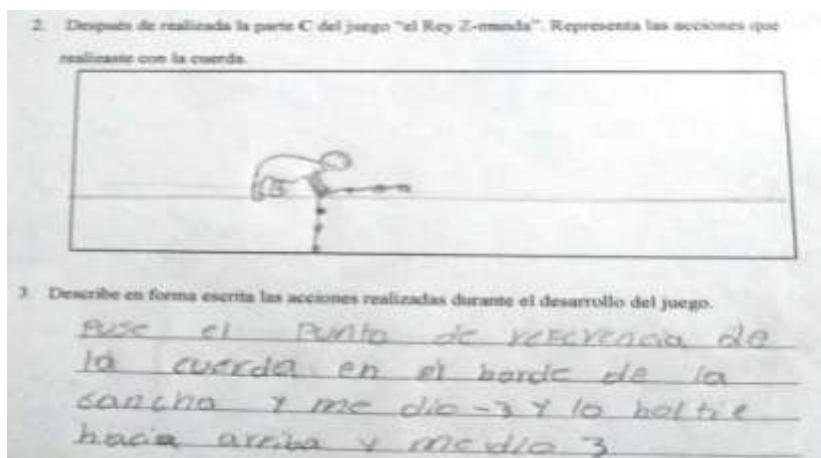 2. Después de realizada la parte C del juego "el Rey Z-manda". Representa las acciones que
realizaste con la cuerda.
3. Describe en forma escrita las acciones realizadas durante el desarrollo del juego.
Puse el Punto de referencia de
la cuerda en el borde de la
cancha y me dio -3 y lo boltie
hacia arriba y me dio 3